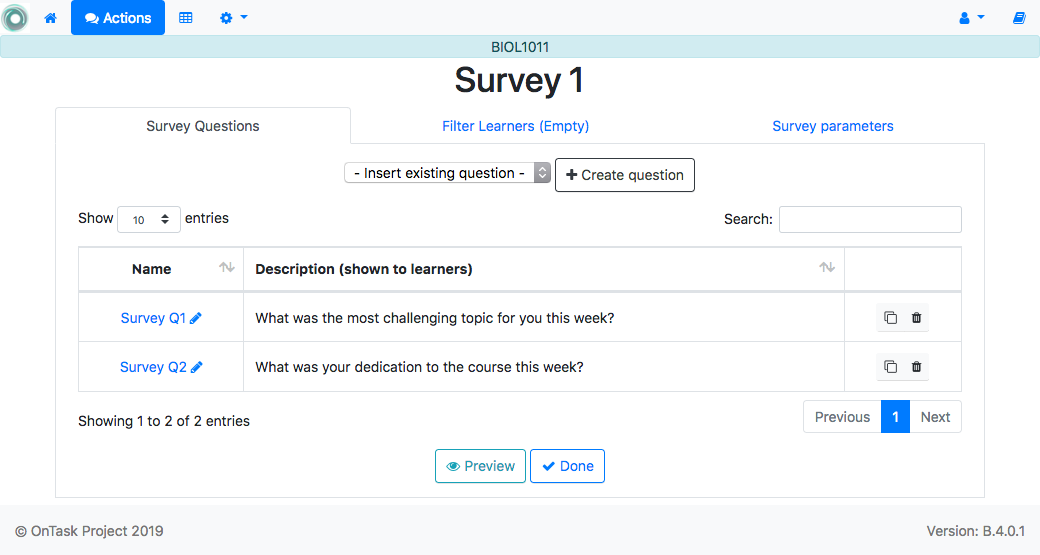 Actions
BIOL1011
Survey 1
Survey Questions Filter Learners (Empty) Survey parameters
- Insert existing question - Create question
Show 10 entries Search:
Name Description (shown to learners)
Survey Q1 What was the most challenging topic for you this week?
Survey Q2 What was your dedication to the course this week?
Showing 1 to 2 of 2 entries Previous 1 Next
Preview Done
© OnTask Project 2019 Version: B.4.0.1